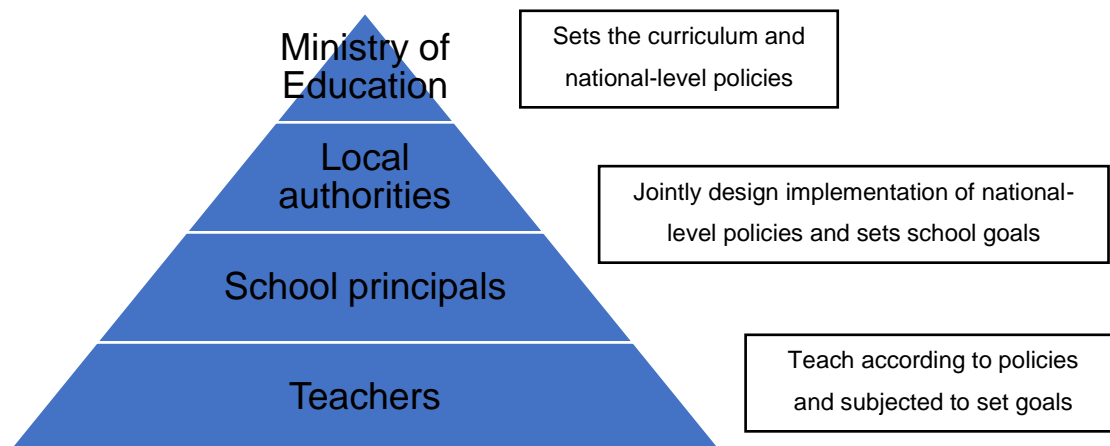 Ministry of
Education
Sets the curriculum and
national-level policies
Local
authorities
Jointly design implementation of national-
level policies and sets school goals
School principals
Teachers
Teach according to policies
and subjected to set goals